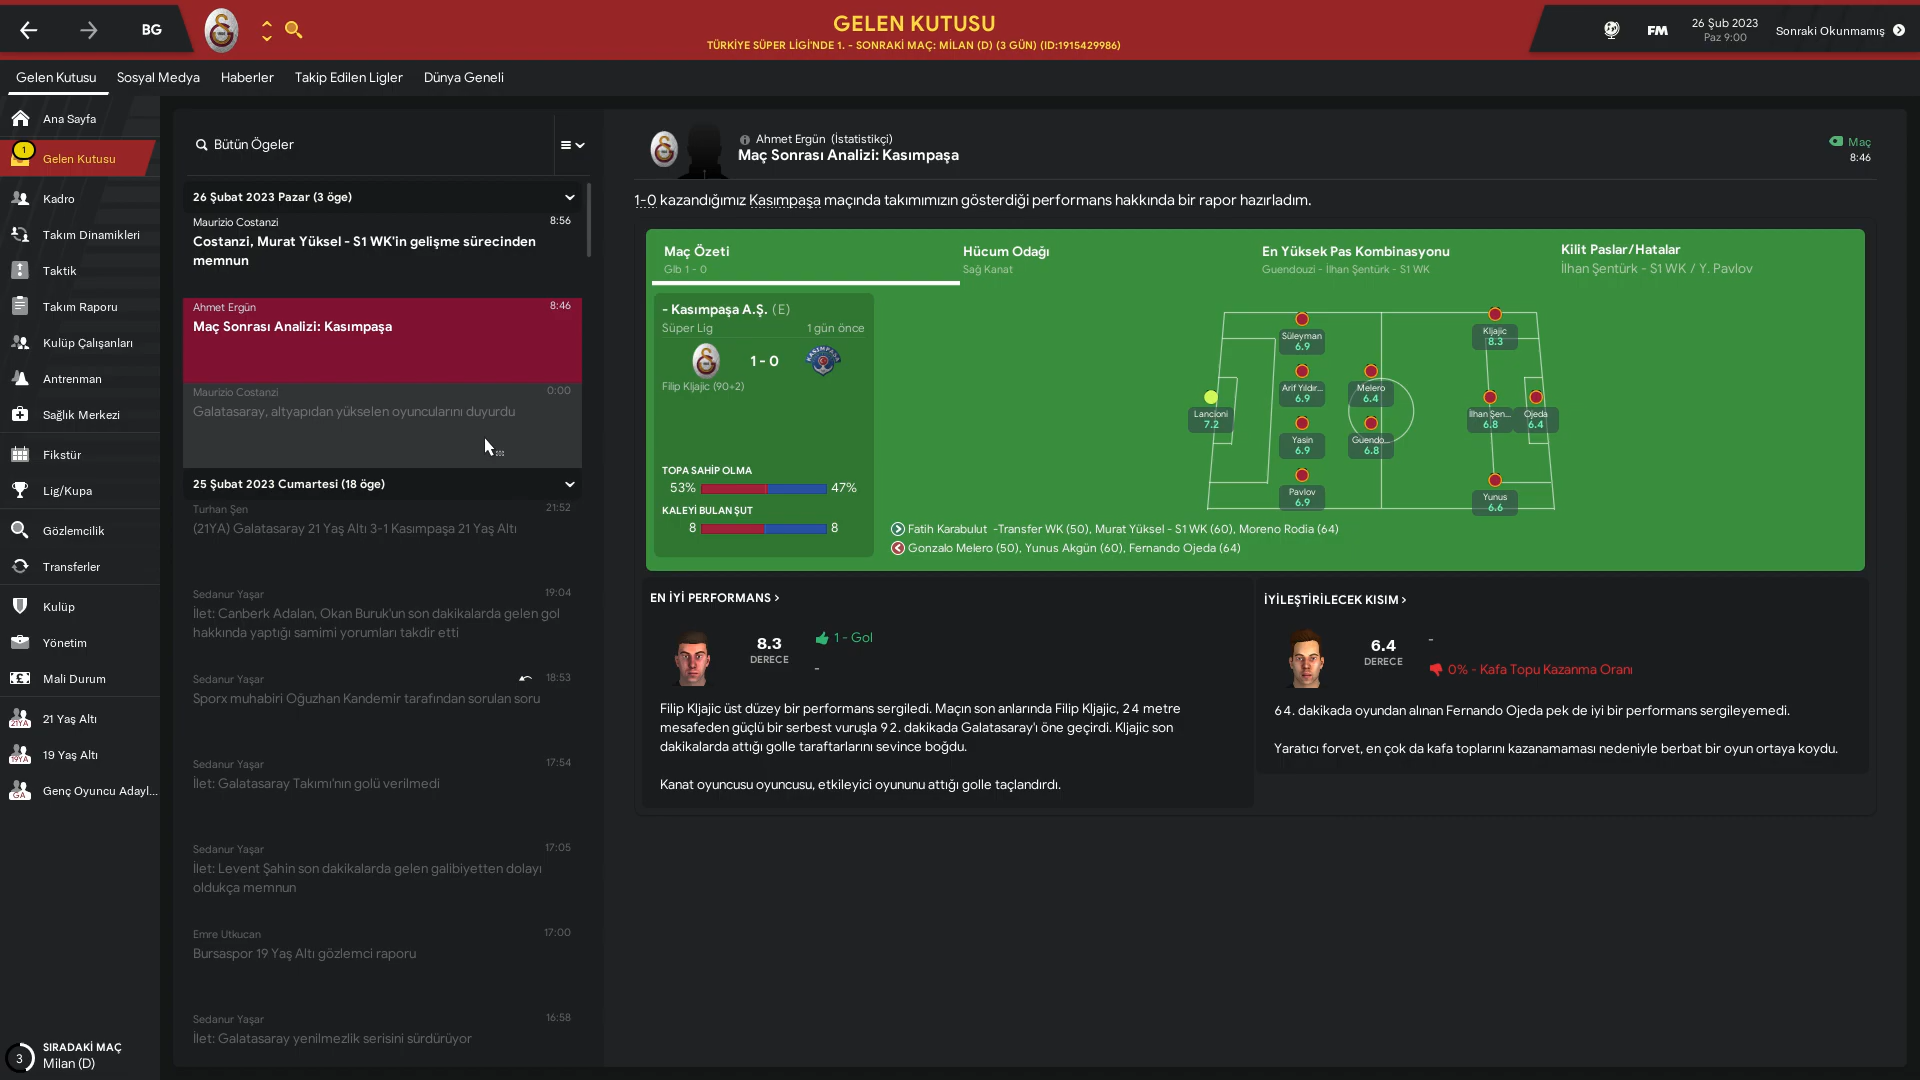 BG
GELEN KUTUSU
TÜRKİYE SÜPER LİGİ'NDE 1. - SONRAKİ MAÇ: MİLAN (D) (3 GÜN) (ID:1915429986)
FM
26 Şub 2023
Paz 9:00
Sonraki Okunmamış
Gelen Kutusu Sosyal Medya Haberler Takip Edilen Ligler Dünya Geneli
Ana Sayfa
1
Gelen Kutusu
Kadro
Takım Dinamikleri
Taktik
Takım Raporu
Kulüp Çalışanları
Antrenman
Sağlık Merkezi
Fikstür
Lig/Kupa
Gözlemcilik
Transferler
Kulüp
Yönetim
Mali Durum
21YA
21 Yaş Altı
19YA
19 Yaş Altı
GA
Genç Oyuncu Adayl...
3
SIRADAKİ MAÇ
Milan (D)
Bütün Ögeler
26 Şubat 2023 Pazar (3 öge)
Maurizio Costanzi 8:56
Costanzi, Murat Yüksel - S1 WK'in gelişme sürecinden
memnun
Ahmet Ergün 8:46
Maç Sonrası Analizi: Kasımpaşa
Maurizio Costanzi 0:00
Galatasaray, altyapıdan yükselen oyuncularını duyurdu
25 Şubat 2023 Cumartesi (18 öge)
Turhan Şen 21:52
(21YA) Galatasaray 21 Yaş Altı 3-1 Kasımpaşa 21 Yaş Altı
Sedanur Yaşar 19:04
İlet: Canberk Adalan, Okan Buruk'un son dakikalarda gelen gol
hakkında yaptığı samimi yorumları takdir etti
Sedanur Yaşar 18:53
Sporx muhabiri Oğuzhan Kandemir tarafından sorulan soru
Sedanur Yaşar 17:54
İlet: Galatasaray Takımı'nın golü verilmedi
Sedanur Yaşar 17:05
İlet: Levent Şahin son dakikalarda gelen galibiyetten dolayı
oldukça memnun
Emre Utkucan 17:00
Bursaspor 19 Yaş Altı gözlemci raporu
Sedanur Yaşar 16:58
İlet: Galatasaray yenilmezlik serisini sürdürüyor
Ahmet Ergün (İstatistikçi)
Maç Sonrası Analizi: Kasımpaşa
Maç
8:46
1-0 kazandığımız Kasımpaşa maçında takımımızın gösterdiği performans hakkında bir rapor hazırladım.
Maç Özeti
Glb 1 - 0
Hücum Odağı
Sağ Kanat
En Yüksek Pas Kombinasyonu
Guendouzi - İlhan Şentürk - S1 WK
Kilit Paslar/Hatalar
İlhan Şentürk - S1 WK / Y. Pavlov
- Kasımpaşa A.Ş. (E)
Süper Lig 1 gün önce
1 - 0
Filip Kljajic (90+2)
TOPA SAHİP OLMA
53% 47%
KALEYİ BULAN ŞUT
8 8
Lancioni
7.2
Süleyman
6.9
Arif Yıldır...
6.9
Yasin
6.9
Pavlov
6.9
Melero
6.4
Guendo...
6.8
Kljajic
8.3
İlhan Şen...
6.8
Ojeda
6.4
Yunus
6.6
Fatih Karabulut -Transfer WK (50), Murat Yüksel - S1 WK (60), Moreno Rodia (64)
Gonzalo Melero (50), Yunus Akgün (60), Fernando Ojeda (64)
EN İYİ PERFORMANS >
8.3
DERECE
1 - Gol
-
Filip Kljajic üst düzey bir performans sergiledi. Maçın son anlarında Filip Kljajic, 24 metre
mesafeden güçlü bir serbest vuruşla 92. dakikada Galatasaray'ı öne geçirdi. Kljajic son
dakikalarda attığı golle taraftarlarını sevince boğdu.
Kanat oyuncusu oyuncusu, etkileyici oyununu attığı golle taçlandırdı.
İYİLEŞTİRİLECEK KISIM >
6.4
DERECE
-
0% - Kafa Topu Kazanma Oranı
64. dakikada oyundan alınan Fernando Ojeda pek de iyi bir performans sergileyemedi.
Yaratıcı forvet, en çok da kafa toplarını kazanamaması nedeniyle berbat bir oyun ortaya koydu.